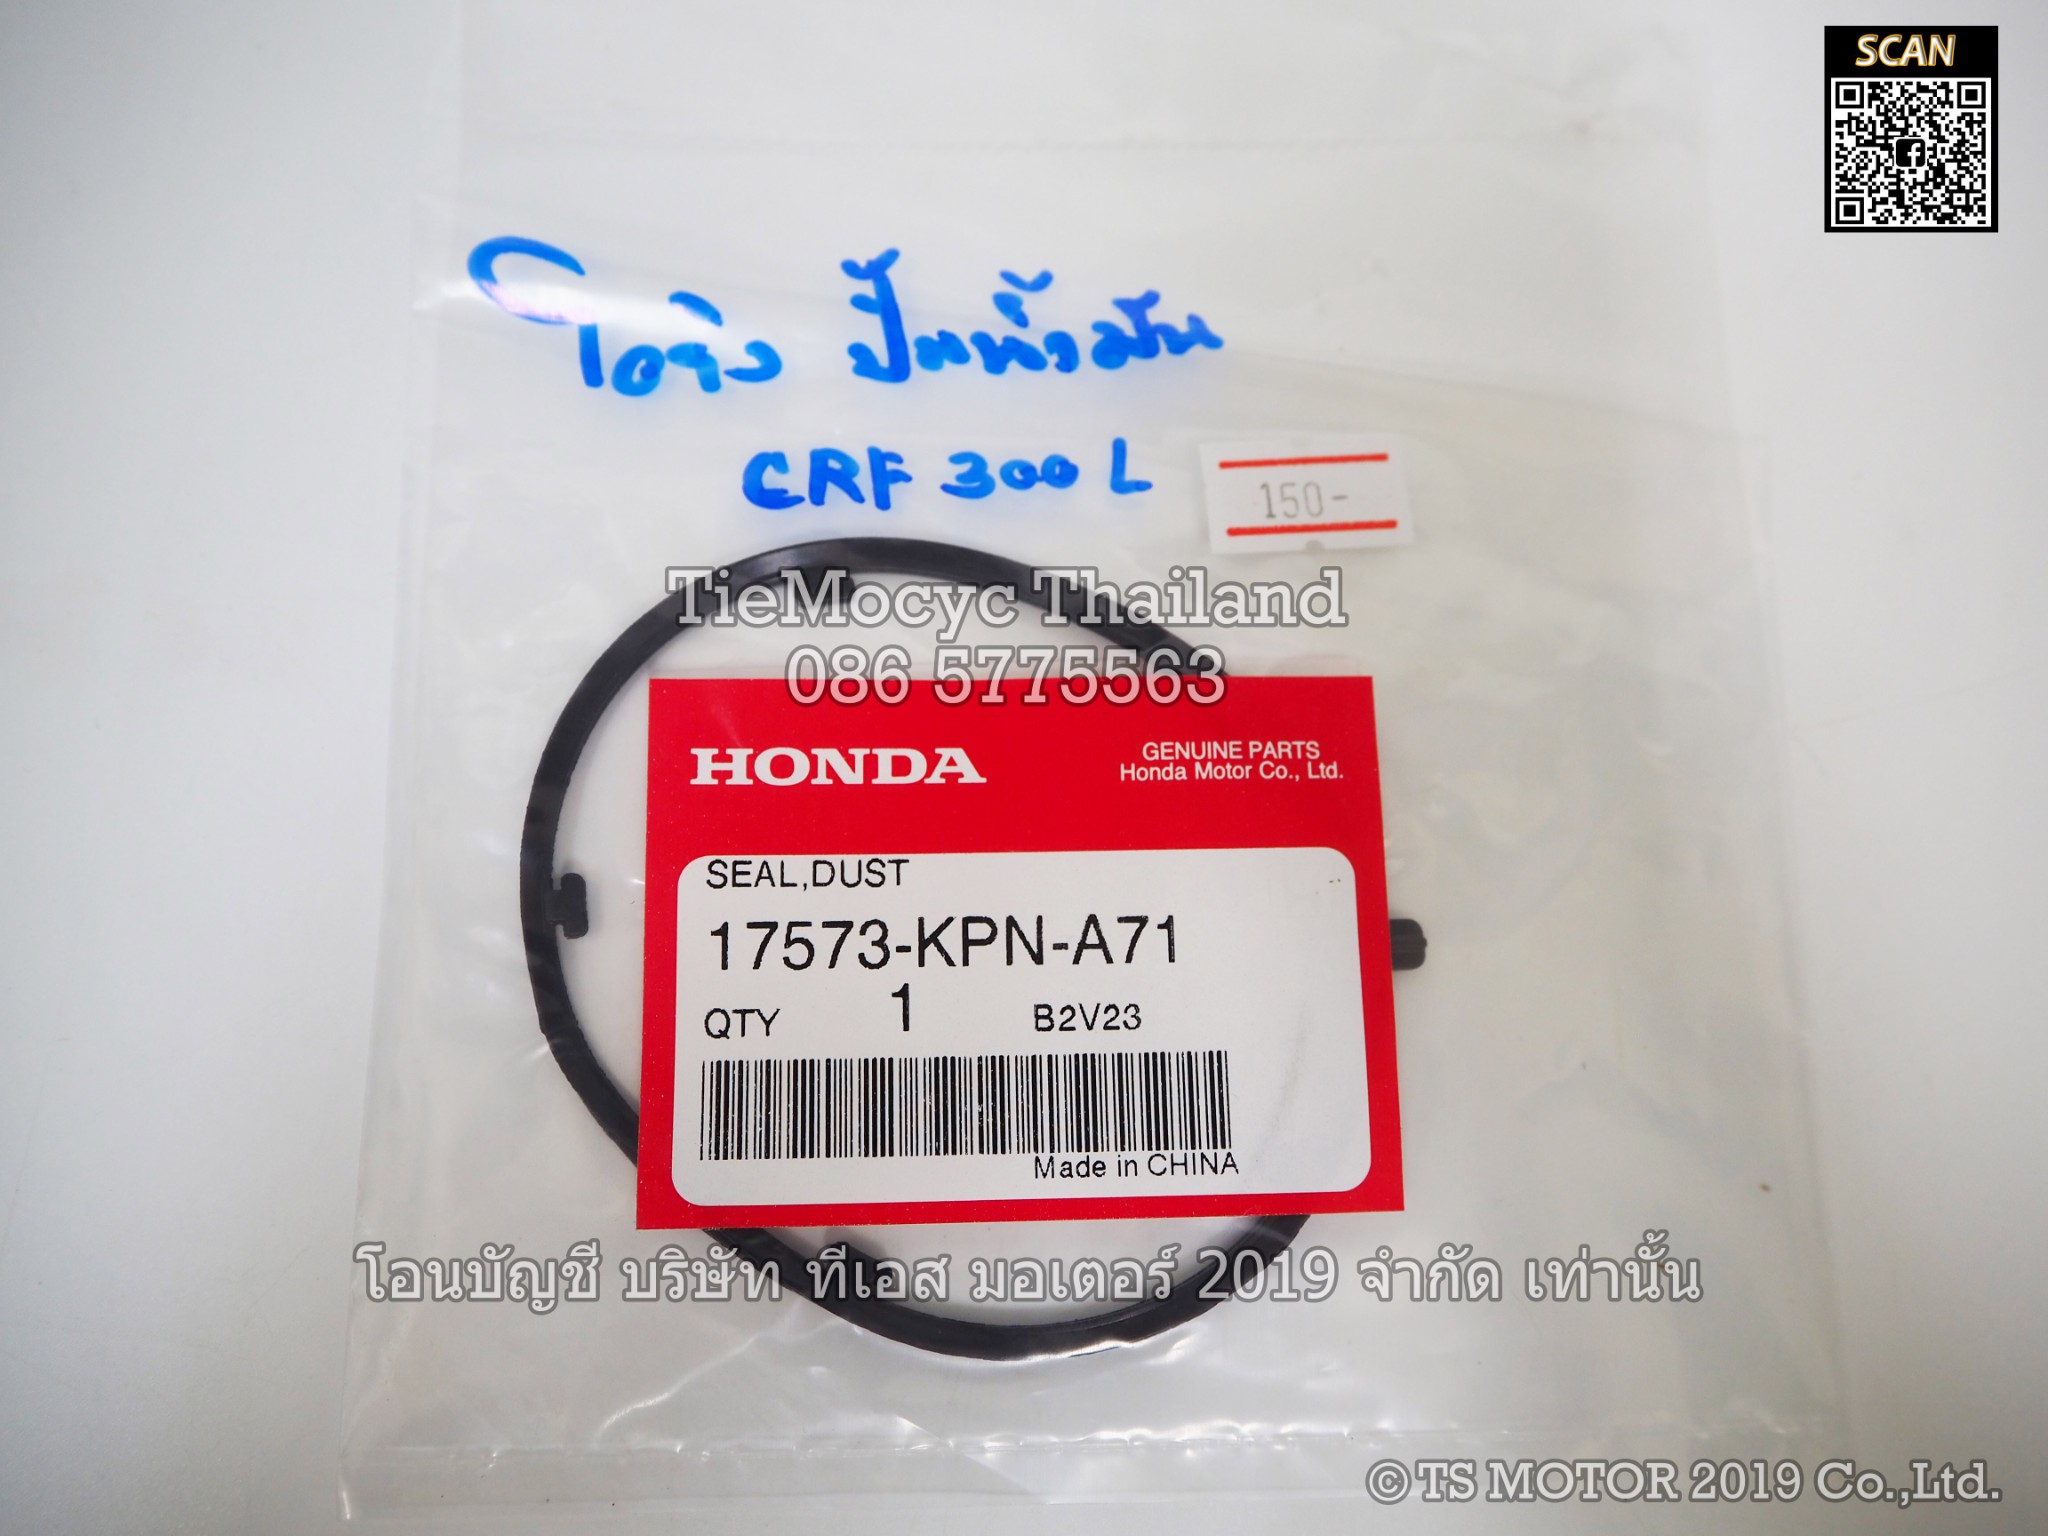 SCAN
โอริง ปั๊มน้ำมัน
CRF 300 L
150-
TieMocyc Thailand
086 5775563
HONDA
GENUINE PARTS
Honda Motor Co., Ltd.
SEAL,DUST
17573-KPN-A71
QTY 1 B2V23
Made in CHINA
โอนบัญชี บริษัท ทีเอส มอเตอร์ 2019 จำกัด เท่านั้น
©TS MOTOR 2019 Co.,Ltd.